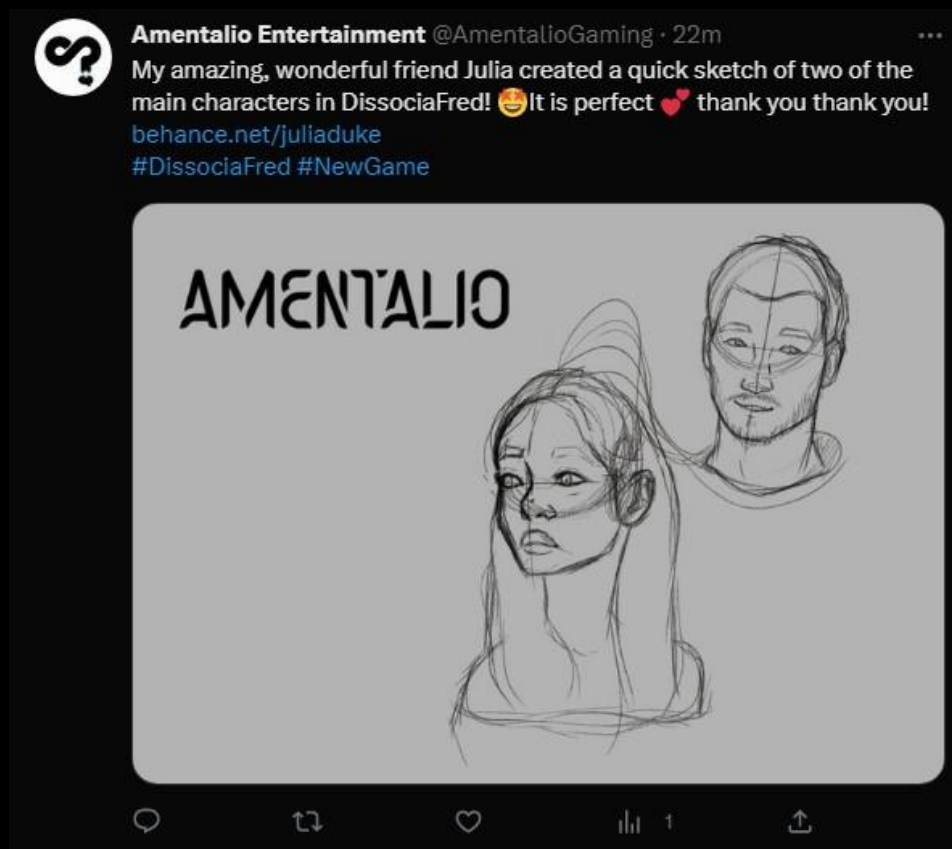 Amentalio Entertainment @AmentalioGaming · 22m
My amazing, wonderful friend Julia created a quick sketch of two of the
main characters in DissociaFred! 🤩It is perfect 💕 thank you thank you!
behance.net/juliaduke
#DissociaFred #NewGame
AMENTALIO
1